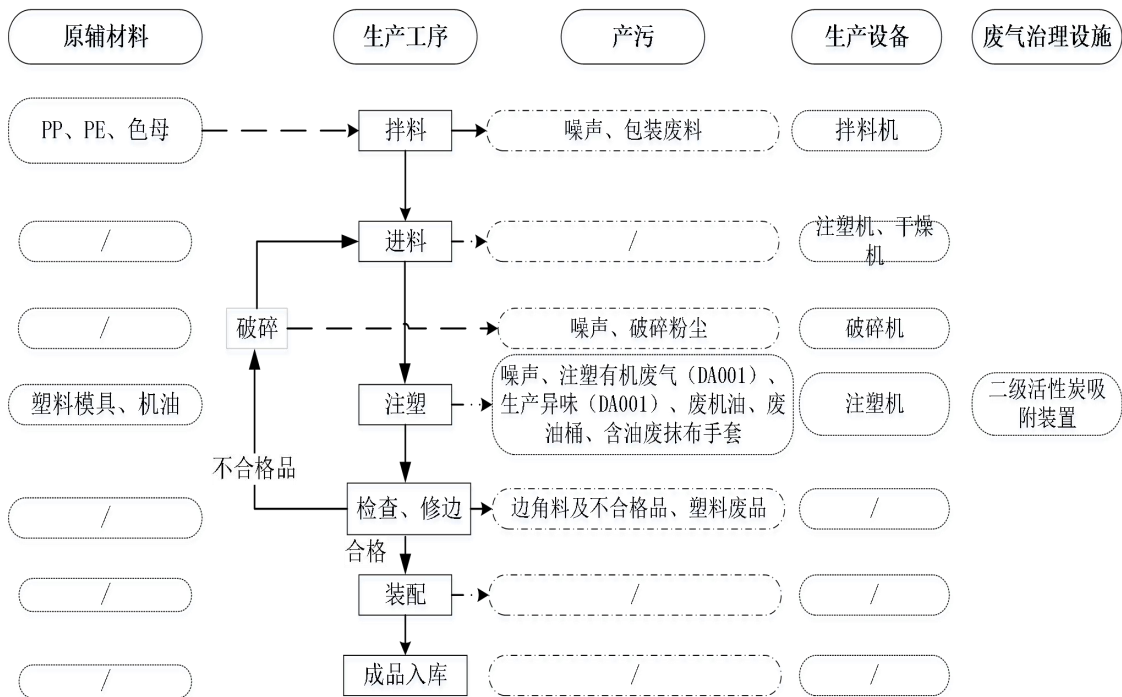 原辅材料
生产工序
产污
生产设备
废气治理设施
PP、PE、色母
拌料
噪声、包装废料
拌料机
/
进料
/
注塑机、干燥
机
/
破碎
噪声、破碎粉尘
破碎机
塑料模具、机油
注塑
噪声、注塑有机废气(DA001)、
生产异味(DA001)、废机油、废
油桶、含油废抹布手套
注塑机
二级活性炭吸
附装置
不合格品
/
检查、修边
边角料及不合格品、塑料废品
/
合格
/
装配
/
/
/
成品入库
/
/